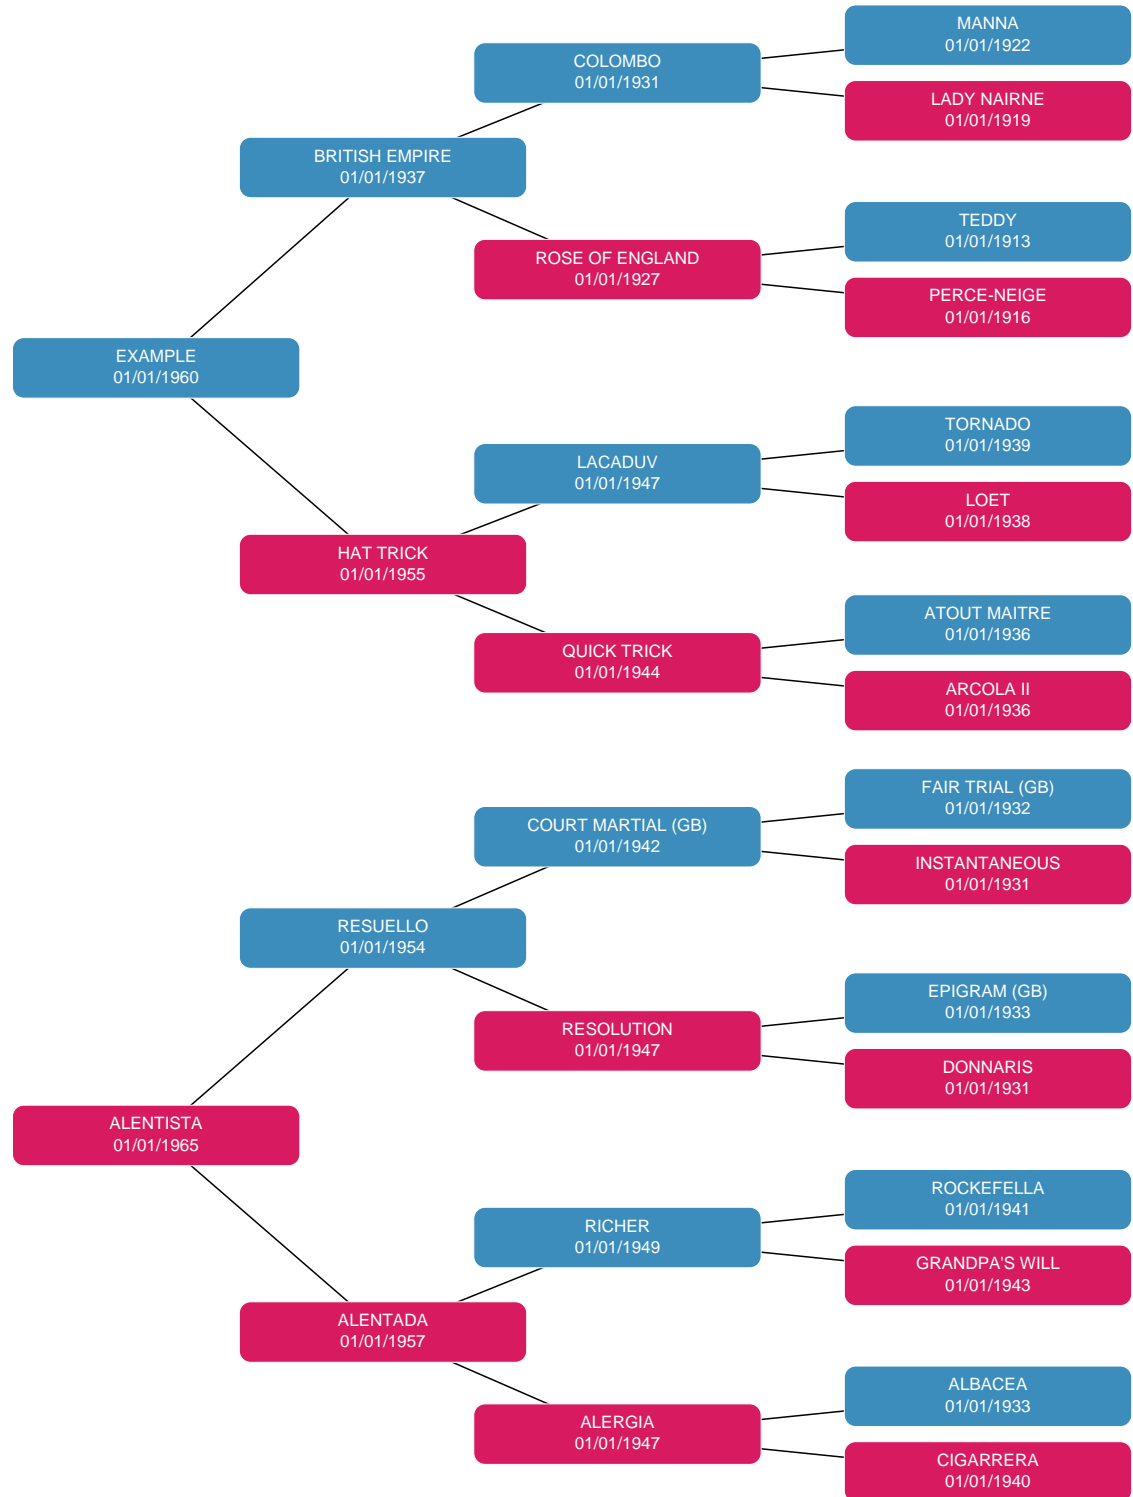 MANNA
01/01/1922
COLOMBO
01/01/1931
LADY NAIRNE
01/01/1919
BRITISH EMPIRE
01/01/1937
TEDDY
01/01/1913
ROSE OF ENGLAND
01/01/1927
PERCE-NEIGE
01/01/1916
EXAMPLE
01/01/1960
TORNADO
01/01/1939
LACADUV
01/01/1947
LOET
01/01/1938
HAT TRICK
01/01/1955
ATOUT MAITRE
01/01/1936
QUICK TRICK
01/01/1944
ARCOLA II
01/01/1936
FAIR TRIAL (GB)
01/01/1932
COURT MARTIAL (GB)
01/01/1942
INSTANTANEOUS
01/01/1931
RESUELLO
01/01/1954
EPIGRAM (GB)
01/01/1933
RESOLUTION
01/01/1947
DONNARIS
01/01/1931
ALENTISTA
01/01/1965
ROCKEFELLA
01/01/1941
RICHER
01/01/1949
GRANDPA'S WILL
01/01/1943
ALENTADA
01/01/1957
ALBACEA
01/01/1933
ALERGIA
01/01/1947
CIGARRERA
01/01/1940